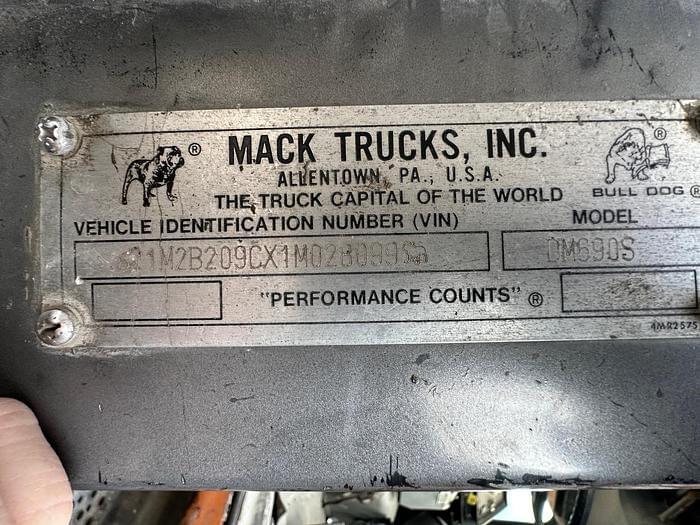 ® MACK TRUCKS, INC. ®
ALLENTOWN, PA., U.S.A.
THE TRUCK CAPITAL OF THE WORLD
BULL DOG ®
VEHICLE IDENTIFICATION NUMBER (VIN)
MODEL
DM690S
"PERFORMANCE COUNTS" ®
4MR2575